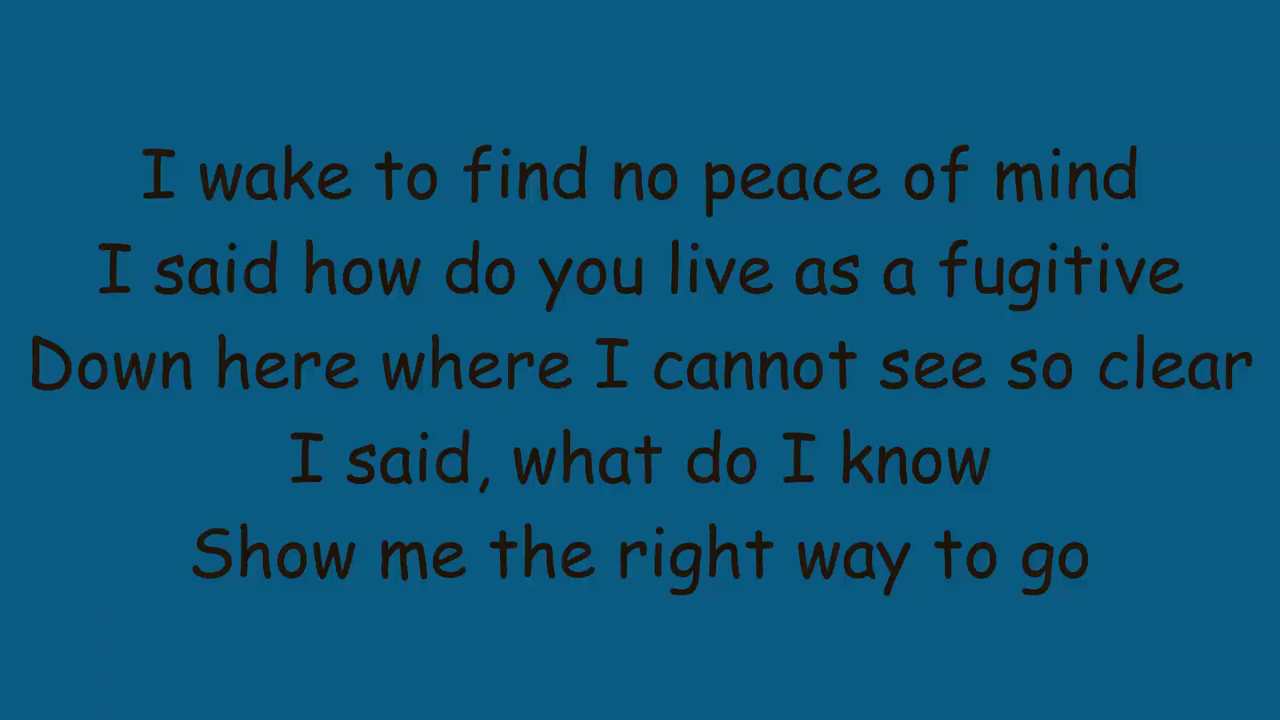 I wake to find no peace of mind
I said how do you live as a fugitive
Down here where I cannot see so clear
I said, what do I know
Show me the right way to go